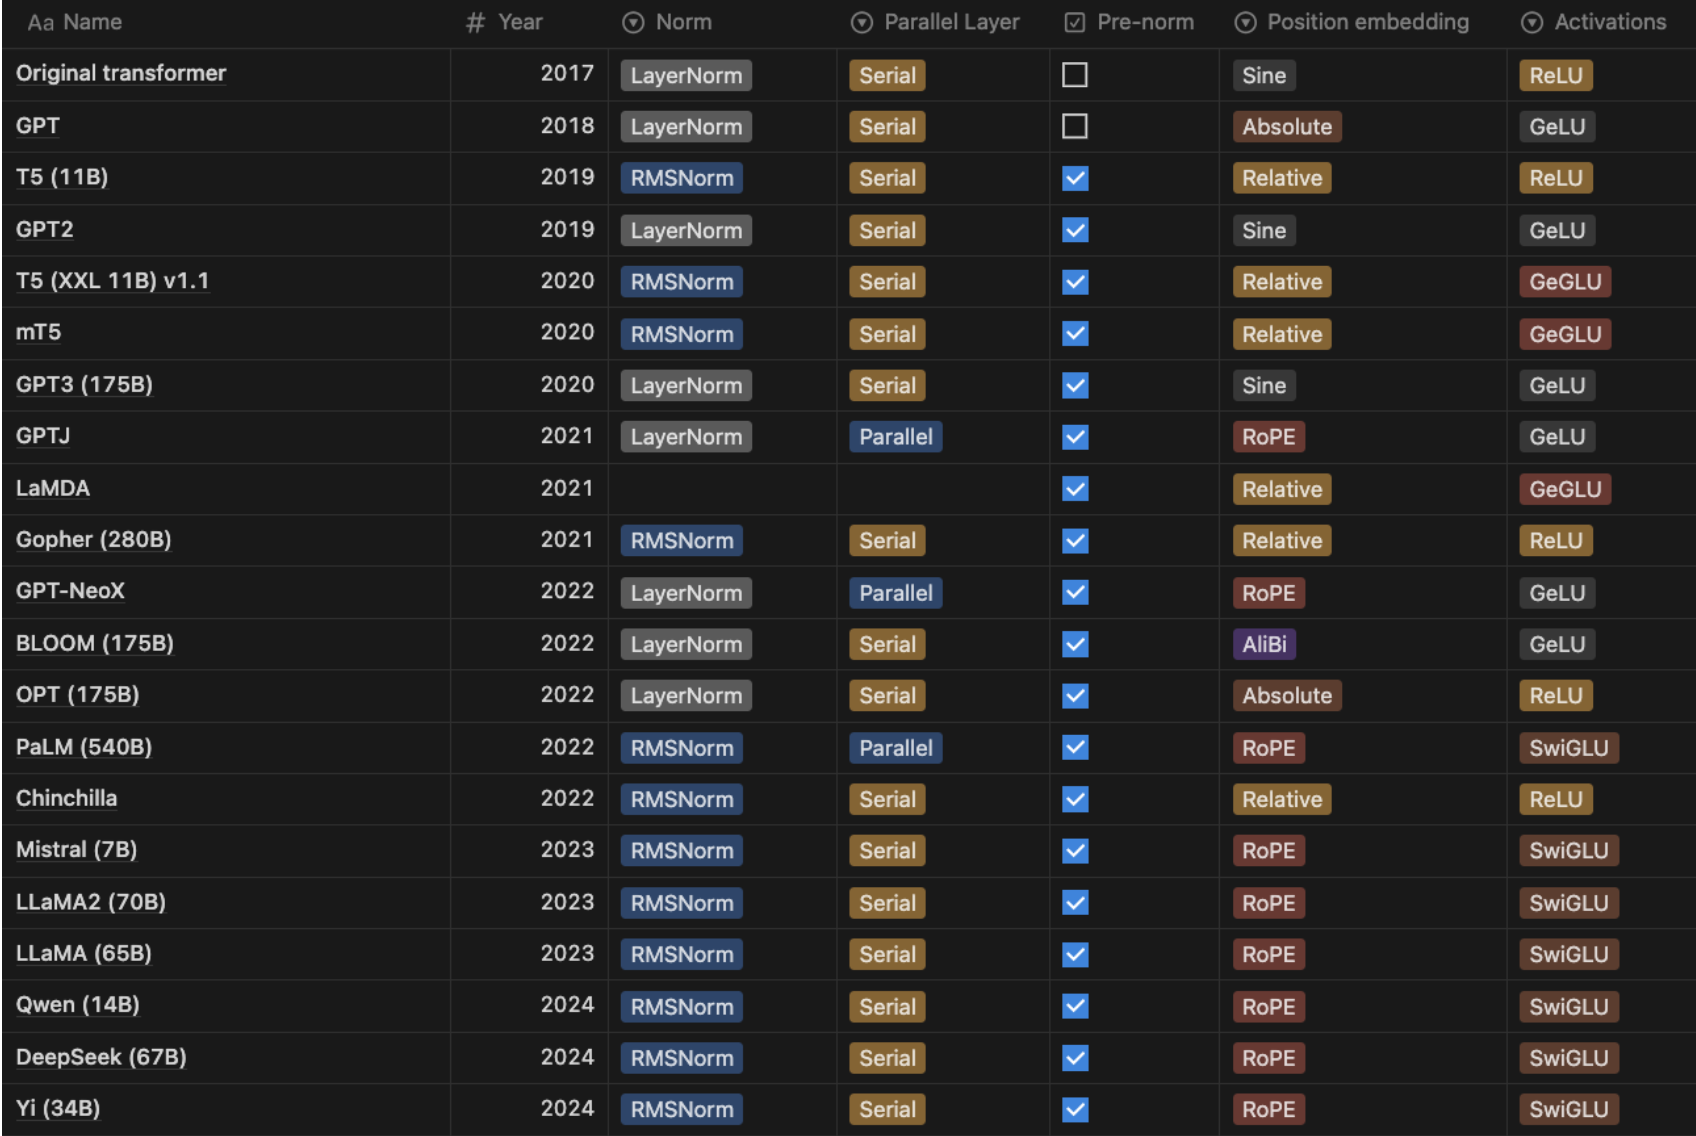 Aa Name # Year Norm Parallel Layer Pre-norm Position embedding Activations
Original transformer 2017 LayerNorm Serial Sine ReLU
GPT 2018 LayerNorm Serial Absolute GeLU
T5 (11B) 2019 RMSNorm Serial Relative ReLU
GPT2 2019 LayerNorm Serial Sine GeLU
T5 (XXL 11B) v1.1 2020 RMSNorm Serial Relative GeGLU
mT5 2020 RMSNorm Serial Relative GeGLU
GPT3 (175B) 2020 LayerNorm Serial Sine GeLU
GPTJ 2021 LayerNorm Parallel RoPE GeLU
LaMDA 2021 Relative GeGLU
Gopher (280B) 2021 RMSNorm Serial Relative ReLU
GPT-NeoX 2022 LayerNorm Parallel RoPE GeLU
BLOOM (175B) 2022 LayerNorm Serial AliBi GeLU
OPT (175B) 2022 LayerNorm Serial Absolute ReLU
PaLM (540B) 2022 RMSNorm Parallel RoPE SwiGLU
Chinchilla 2022 RMSNorm Serial Relative ReLU
Mistral (7B) 2023 RMSNorm Serial RoPE SwiGLU
LLaMA2 (70B) 2023 RMSNorm Serial RoPE SwiGLU
LLaMA (65B) 2023 RMSNorm Serial RoPE SwiGLU
Qwen (14B) 2024 RMSNorm Serial RoPE SwiGLU
DeepSeek (67B) 2024 RMSNorm Serial RoPE SwiGLU
Yi (34B) 2024 RMSNorm Serial RoPE SwiGLU